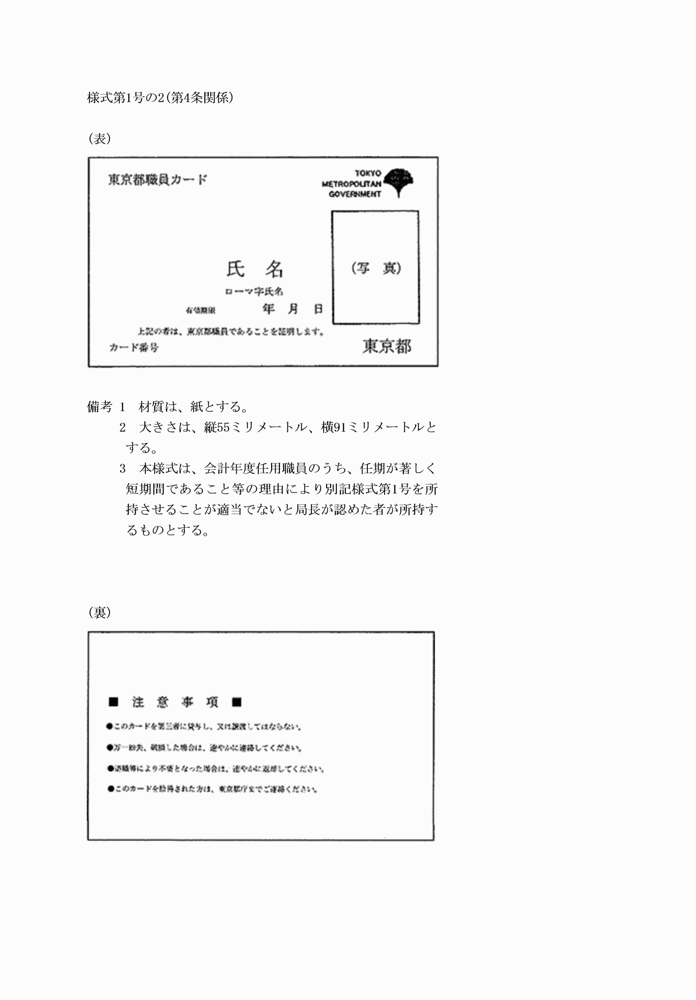 様式第1号の2(第4条関係)
(表)
東京都職員カード
TOKYO
METROPOLITAN
GOVERNMENT
(写　真)
氏　名
ローマ字氏名
有効期限　　年　月　日
上記の者は、東京都職員であることを証明します。
カード番号
東京都
備考 1　材質は、紙とする。
2　大きさは、縦55ミリメートル、横91ミリメートルと
する。
3　本様式は、会計年度任用職員のうち、任期が著しく
短期間であること等の理由により別記様式第1号を所
持させることが適当でないと局長が認めた者が所持す
るものとする。
(裏)
■ 注 意 事 項 ■
●このカードを第三者に貸与し、又は譲渡してはならない。
●万一紛失、破損した場合は、速やかに連絡してください。
●退職等により不要となった場合は、速やかに返却してください。
●このカードを拾得された方は、東京都庁までご連絡ください。